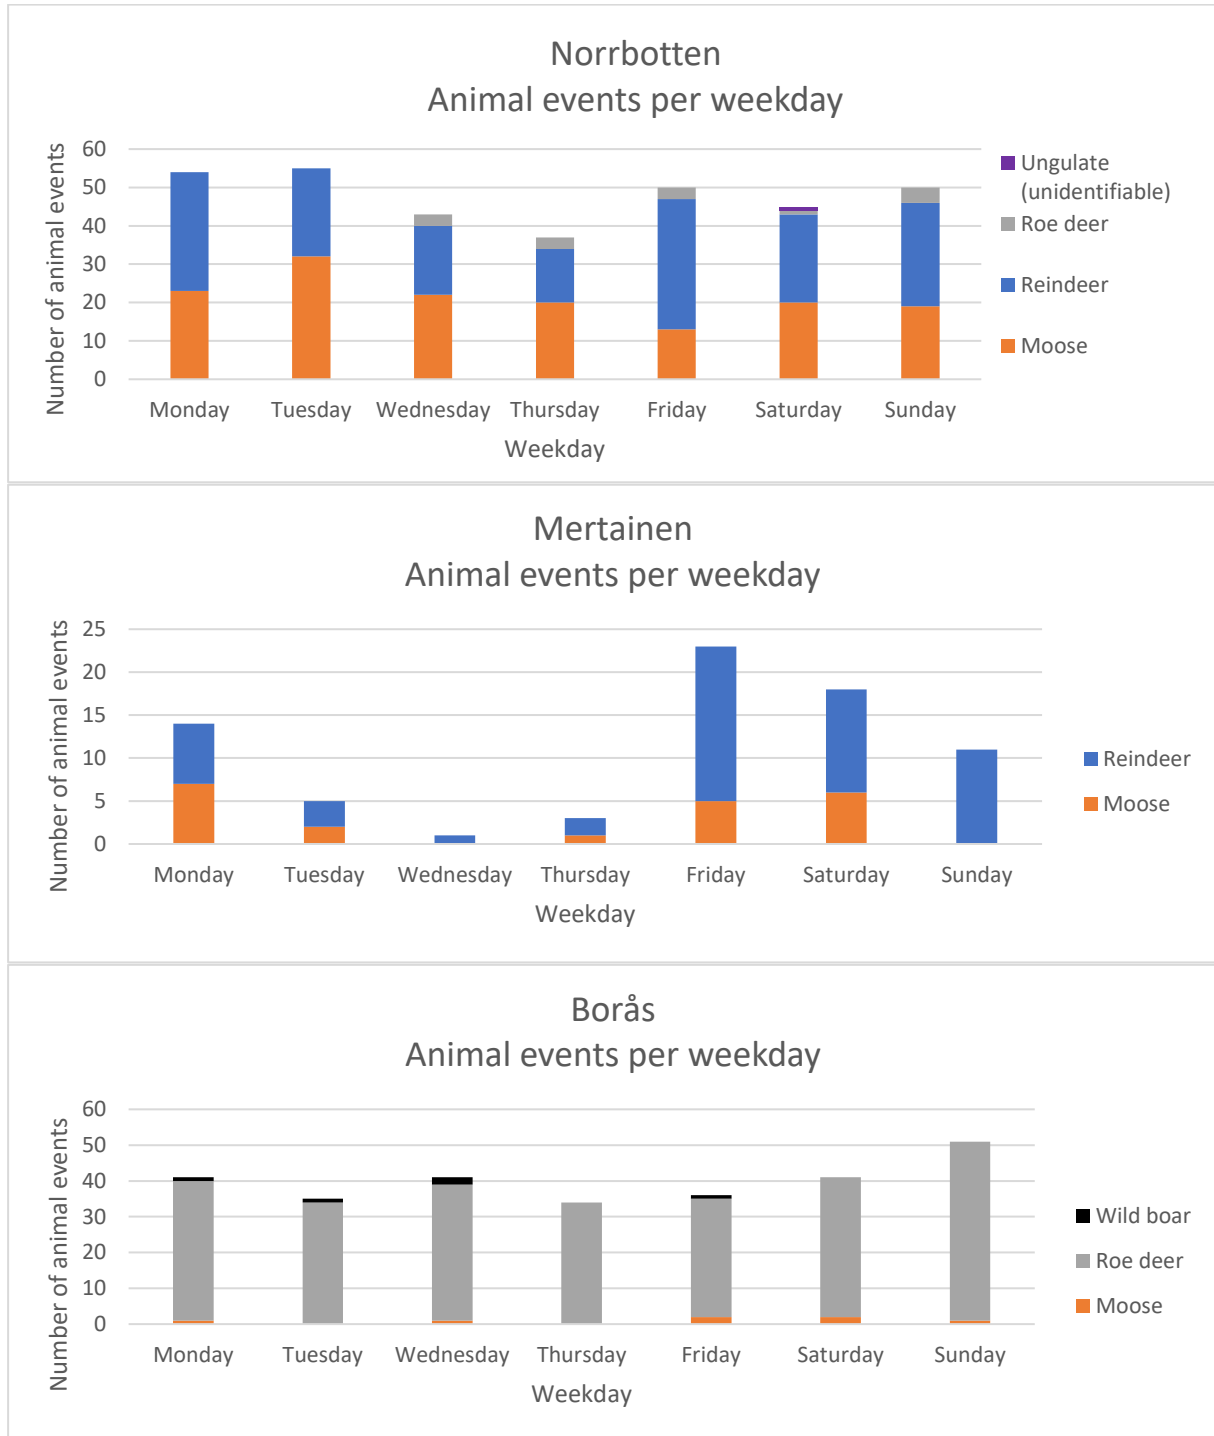 Norrbotten
Animal events per weekday
Number of animal events
60
50
40
30
20
10
0
Monday
Tuesday
Wednesday
Thursday
Friday
Saturday
Sunday
Weekday
Ungulate
(unidentifiable)
Roe deer
Reindeer
Moose
Mertainen
Animal events per weekday
Number of animal events
25
20
15
10
5
0
Monday
Tuesday
Wednesday
Thursday
Friday
Saturday
Sunday
Weekday
Reindeer
Moose
Borås
Animal events per weekday
Number of animal events
60
50
40
30
20
10
0
Monday
Tuesday
Wednesday
Thursday
Friday
Saturday
Sunday
Weekday
Wild boar
Roe deer
Moose